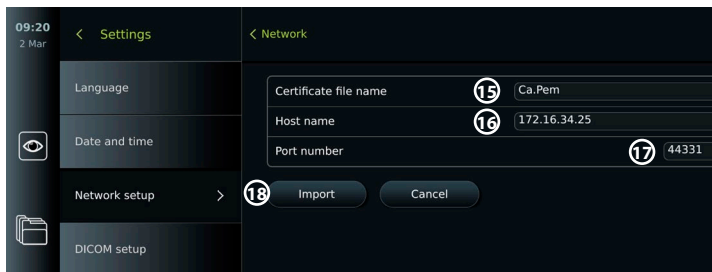 09:20
2 Mar
Settings
Network
Language
Date and time
Network setup
DICOM setup
Certificate file name
15
Ca.Pem
Host name
16
172.16.34.25
Port number
17
44331
18
Import
Cancel